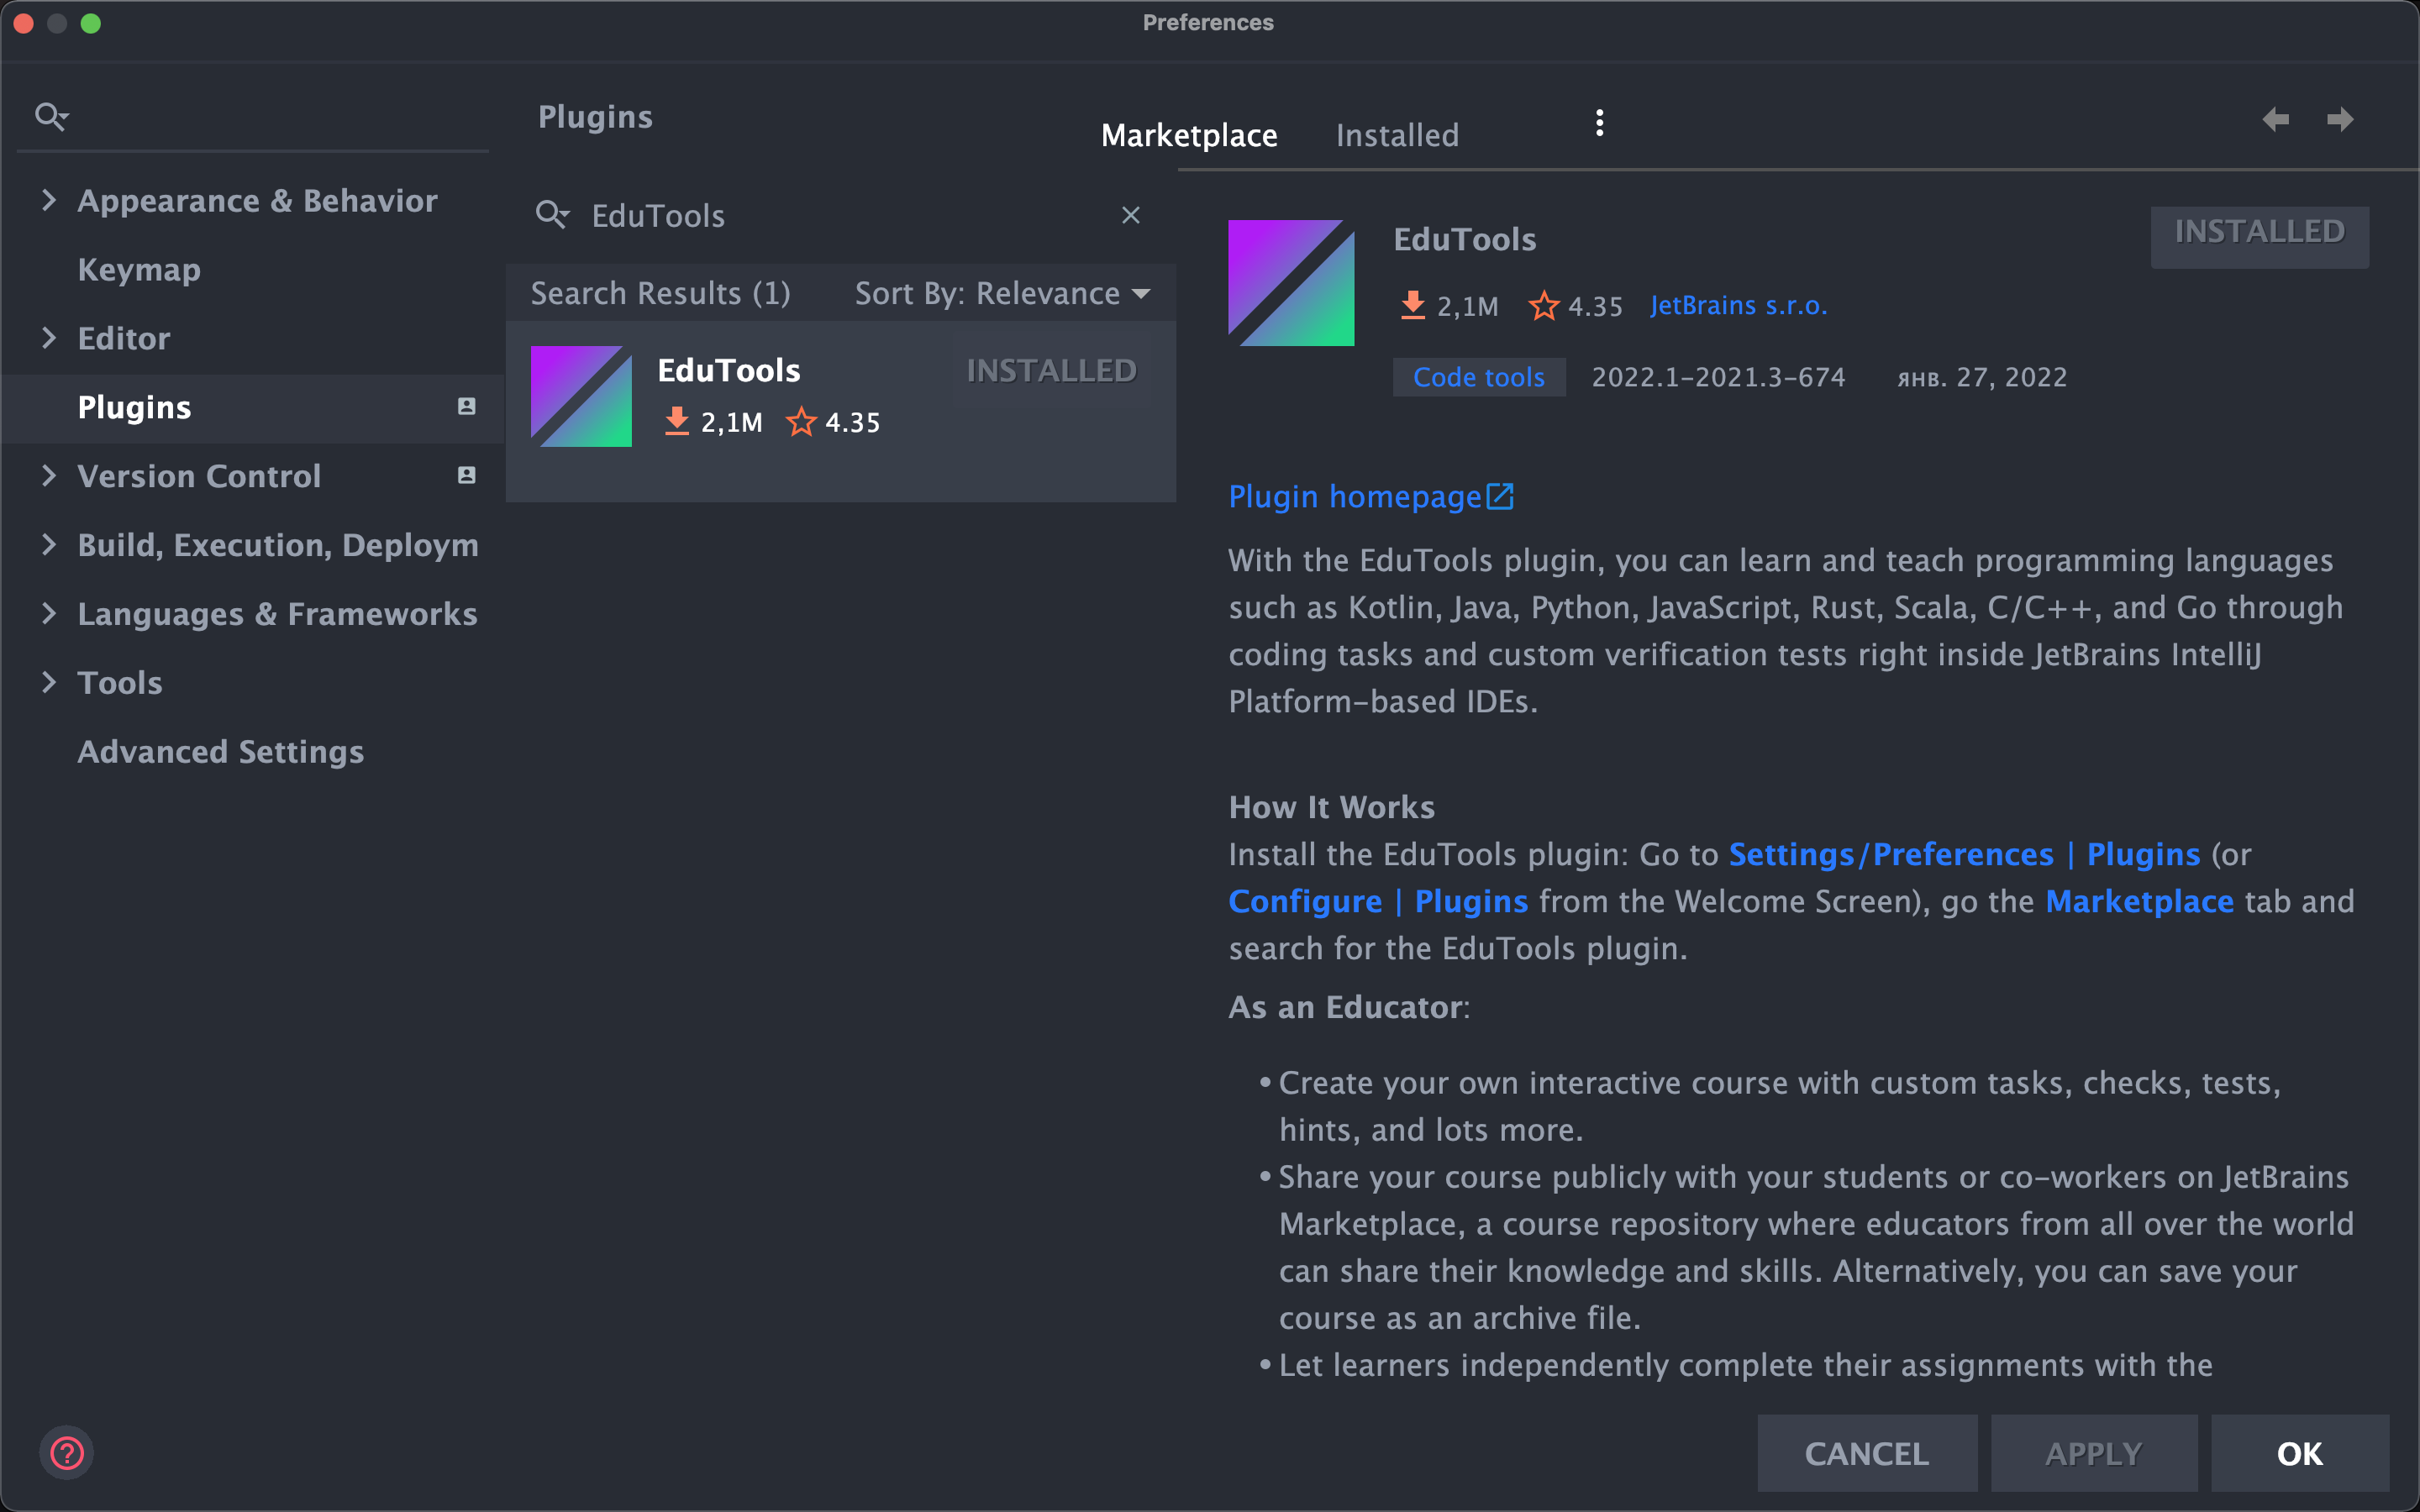 Preferences
Appearance & Behavior
Keymap
Editor
Plugins
Version Control
Build, Execution, Deploym
Languages & Frameworks
Tools
Advanced Settings
Plugins
Marketplace
Installed
EduTools
Search Results (1)
Sort By: Relevance
EduTools
INSTALLED
2,1M
4.35
EduTools
INSTALLED
2,1M
4.35
JetBrains s.r.o.
Code tools
2022.1-2021.3-674
янв. 27, 2022
Plugin homepage
With the EduTools plugin, you can learn and teach programming languages
such as Kotlin, Java, Python, JavaScript, Rust, Scala, C/C++, and Go through
coding tasks and custom verification tests right inside JetBrains IntelliJ
Platform-based IDEs.
How It Works
Install the EduTools plugin: Go to Settings/Preferences | Plugins (or
Configure | Plugins from the Welcome Screen), go the Marketplace tab and
search for the EduTools plugin.
As an Educator:
• Create your own interactive course with custom tasks, checks, tests,
hints, and lots more.
• Share your course publicly with your students or co-workers on JetBrains
Marketplace, a course repository where educators from all over the world
can share their knowledge and skills. Alternatively, you can save your
course as an archive file.
• Let learners independently complete their assignments with the
?
CANCEL
APPLY
OK